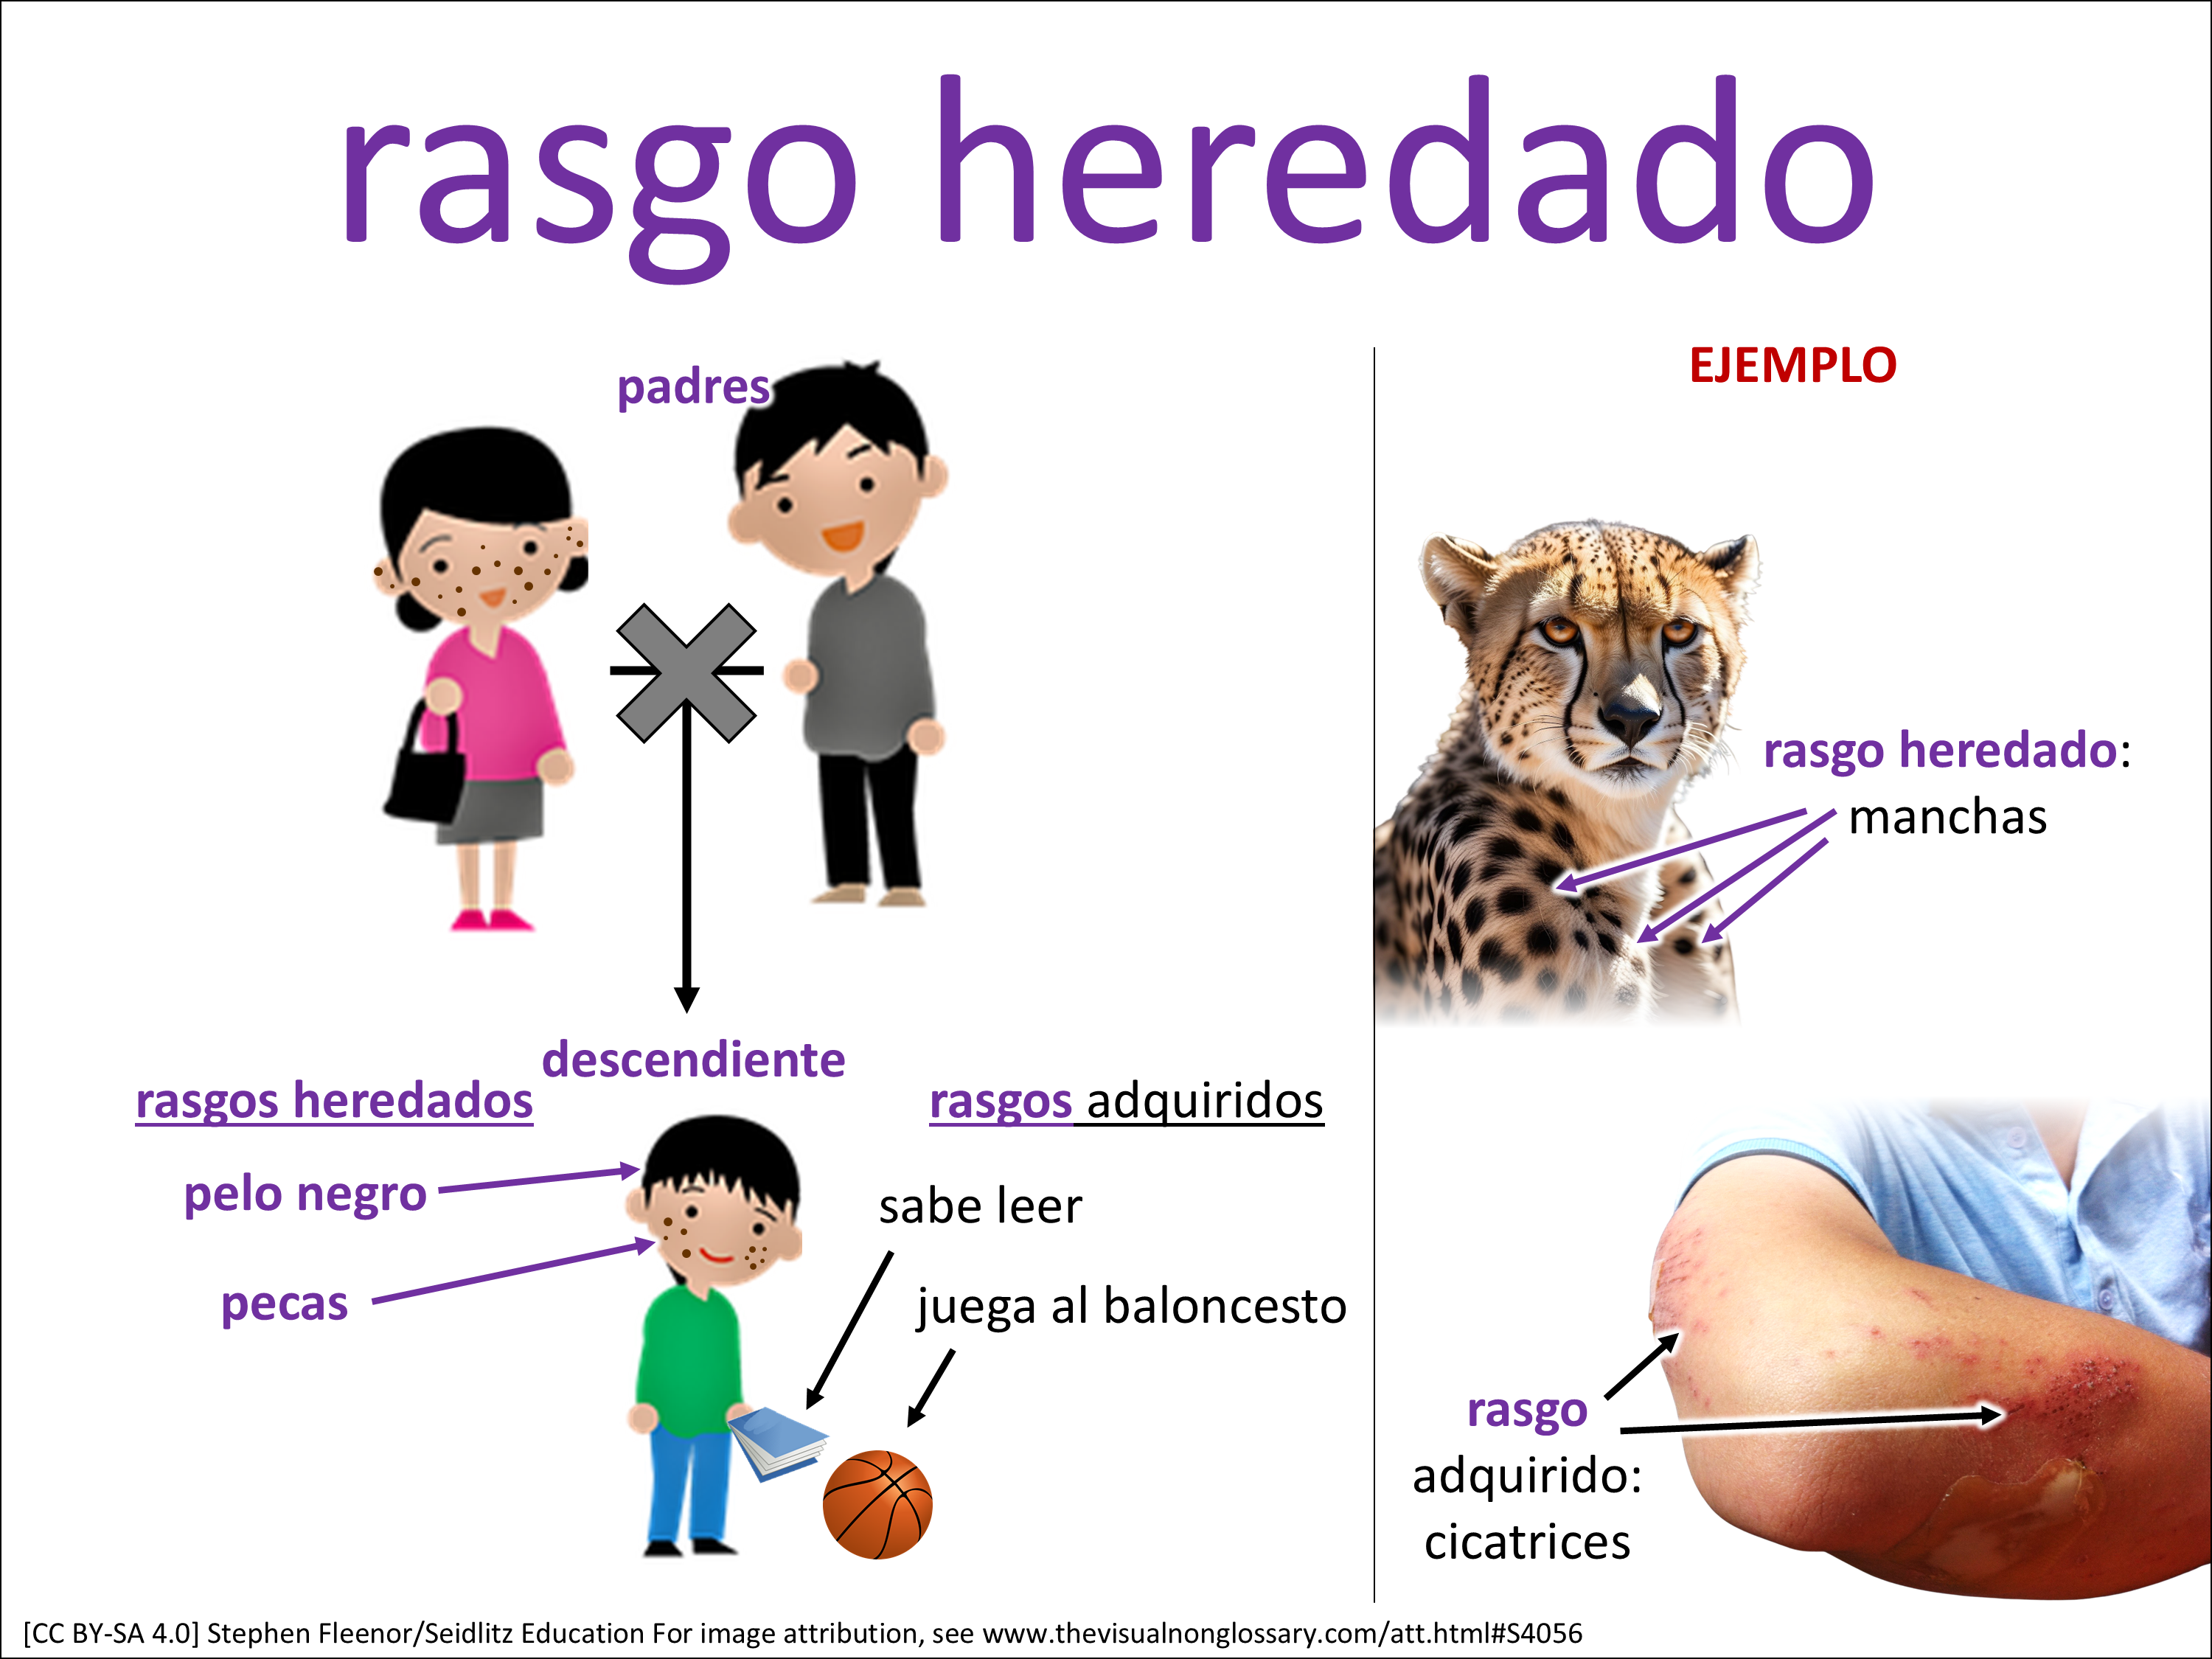 rasgo heredado
padres
descendiente
rasgos heredados
pelo negro
pecas
rasgos adquiridos
sabe leer
juega al baloncesto
EJEMPLO
rasgo heredado:
manchas
rasgo
adquirido:
cicatrices
[CC BY-SA 4.0] Stephen Fleenor/Seidlitz Education For image attribution, see www.thevisualnonglossary.com/att.html#S4056